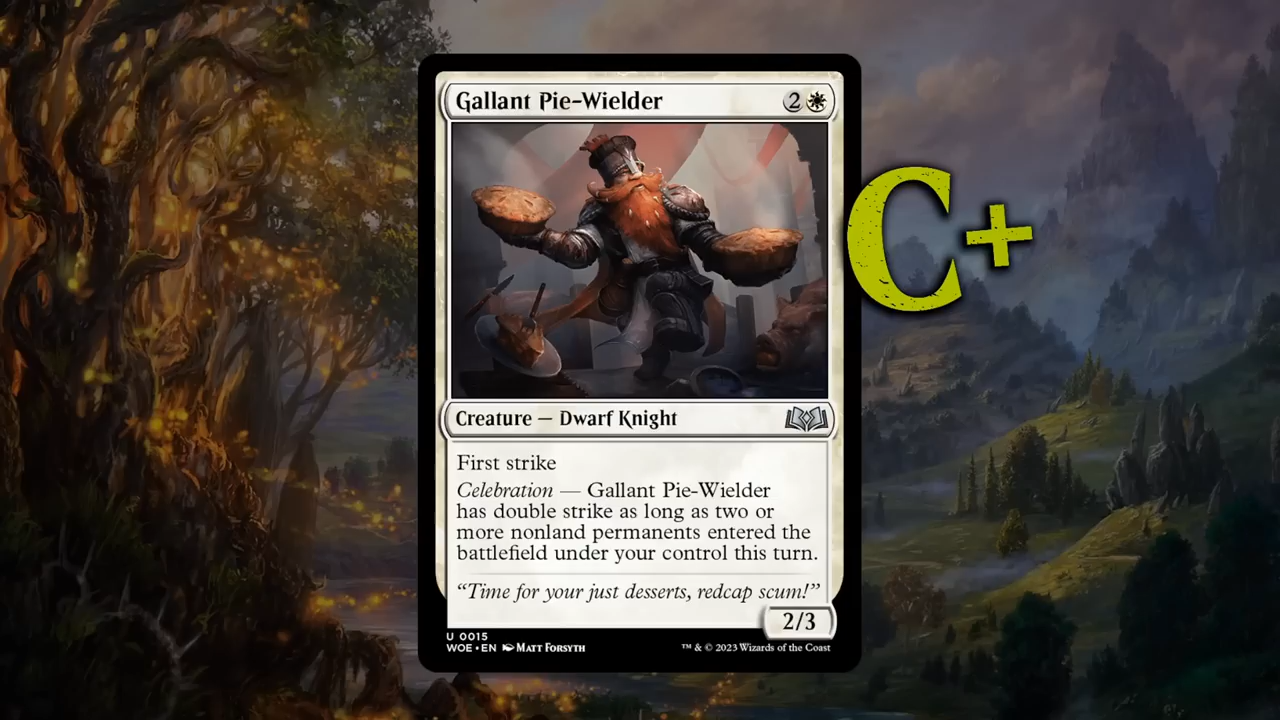 Gallant Pie-Wielder 2
C+
Creature — Dwarf Knight
First strike
Celebration — Gallant Pie-Wielder
has double strike as long as two or
more nonland permanents entered the
battlefield under your control this turn.
“Time for your just desserts, redcap scum!”
2/3
U 0015
WOE • EN Matt Forsyth
™ & © 2023 Wizards of the Coast